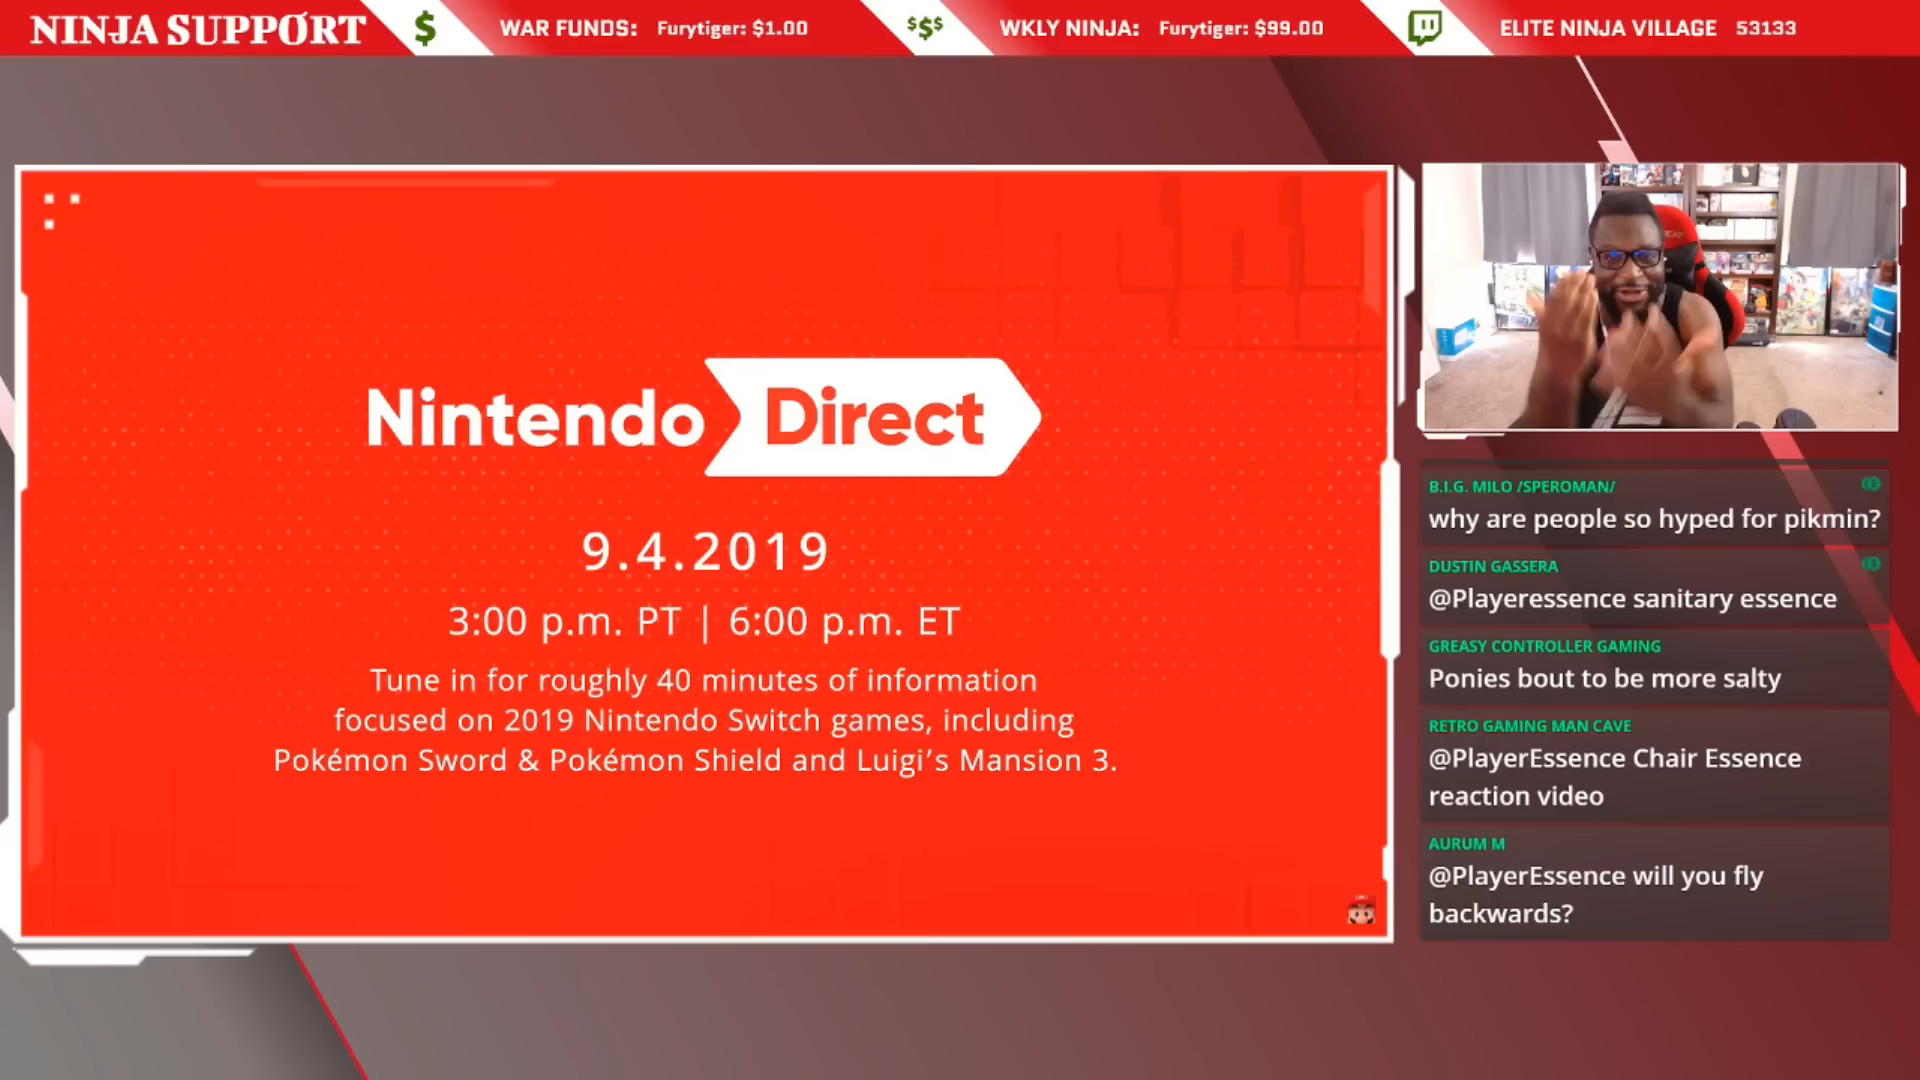 NINJA SUPPORT
$
WAR FUNDS: Furytiger: $1.00
$$$
WKLY NINJA: Furytiger: $99.00
ELITE NINJA VILLAGE 53133
Nintendo Direct
9.4.2019
3:00 p.m. PT | 6:00 p.m. ET
Tune in for roughly 40 minutes of information
focused on 2019 Nintendo Switch games, including
Pokémon Sword & Pokémon Shield and Luigi’s Mansion 3.
B.I.G. MILO /SPEROMAN/
why are people so hyped for pikmin?
DUSTIN GASSERA
@Playeressence sanitary essence
GREASY CONTROLLER GAMING
Ponies bout to be more salty
RETRO GAMING MAN CAVE
@PlayerEssence Chair Essence
reaction video
AURUM M
@PlayerEssence will you fly
backwards?